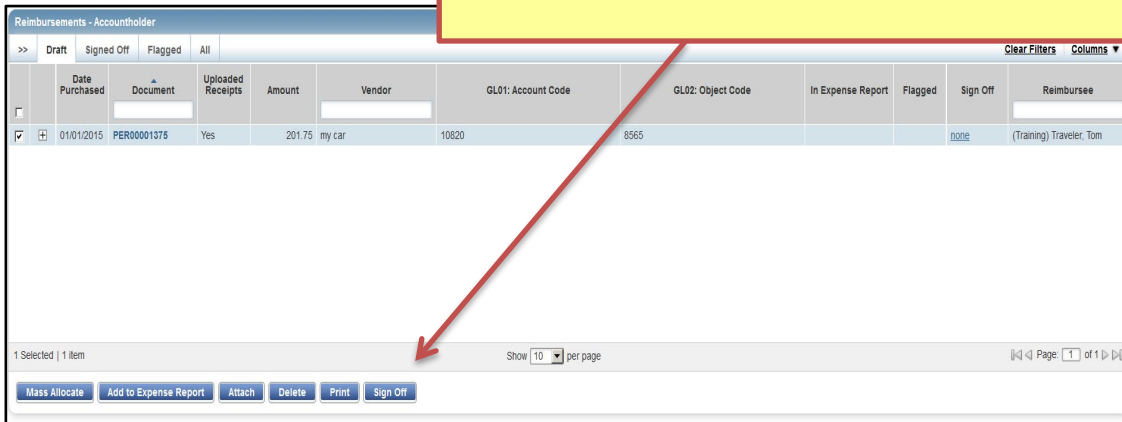 Reimbursements - Accountholder
>> Draft Signed Off Flagged All Clear Filters Columns ▼
Date Purchased Document Uploaded Receipts Amount Vendor GL01: Account Code GL02: Object Code In Expense Report Flagged Sign Off Reimbursee
01/01/2015 PER00001375 Yes 201.75 my car 10820 8565 none (Training) Traveler, Tom
1 Selected | 1 item Show 10 per page Page: 1 of 1
Mass Allocate Add to Expense Report Attach Delete Print Sign Off